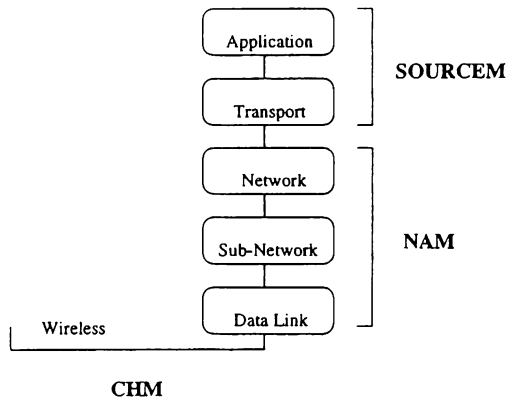 Application
SOURCEM
Transport
Network
Sub-Network
NAM
Data Link
Wireless
CHM